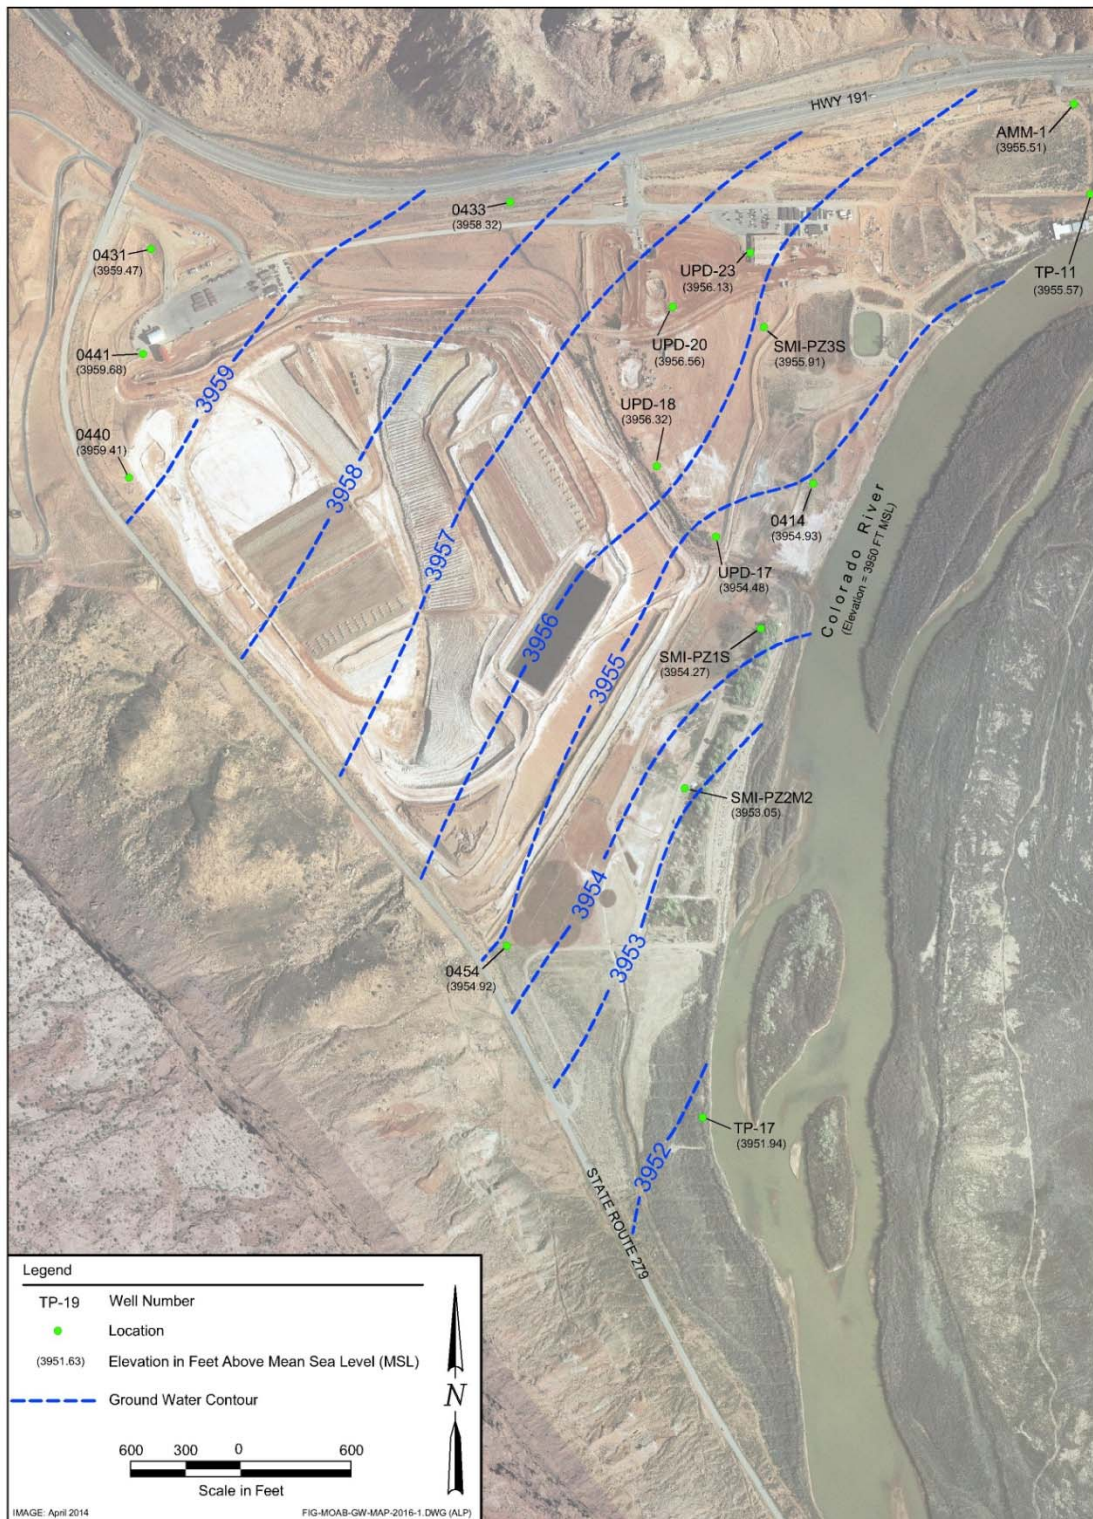 HWY 191
AMM-1
(3955.51)
0433
(3958.32)
0431
(3959.47)
UPD-23
(3956.13)
TP-11
(3955.57)
UPD-20
(3956.56)
SMI-PZ3S
(3955.91)
0441
(3959.68)
3959
UPD-18
(3956.32)
0440
(3959.41)
3958
0414
(3954.93)
3957
UPD-17
(3954.48)
Colorado River
(Elevation = 3950 FT MSL)
3956
3955
SMI-PZ1S
(3954.27)
SMI-PZ2M2
(3953.05)
3954
3953
0454
(3954.92)
TP-17
(3951.94)
3952
STATE ROUTE 279
Legend
TP-19 Well Number
Location
(3951.63) Elevation in Feet Above Mean Sea Level (MSL)
Ground Water Contour
N
600 300 0 600
Scale in Feet
IMAGE: April 2014 FIG-MOAB-GW-MAP-2016-1.DWG (ALP)